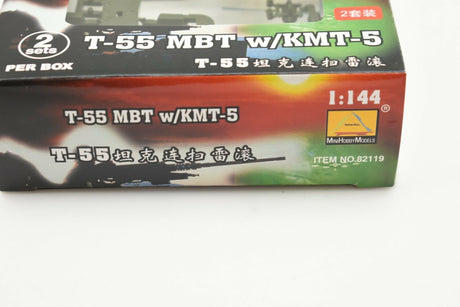 2
sets
PER BOX
2套装
T-55 MBT w/KMT-5
T-55坦克连扫雷滚
T-55 MBT w/KMT-5
T-55坦克连扫雷滚
1:144
®
MINIHOBBYMODELS
ITEM NO.82119